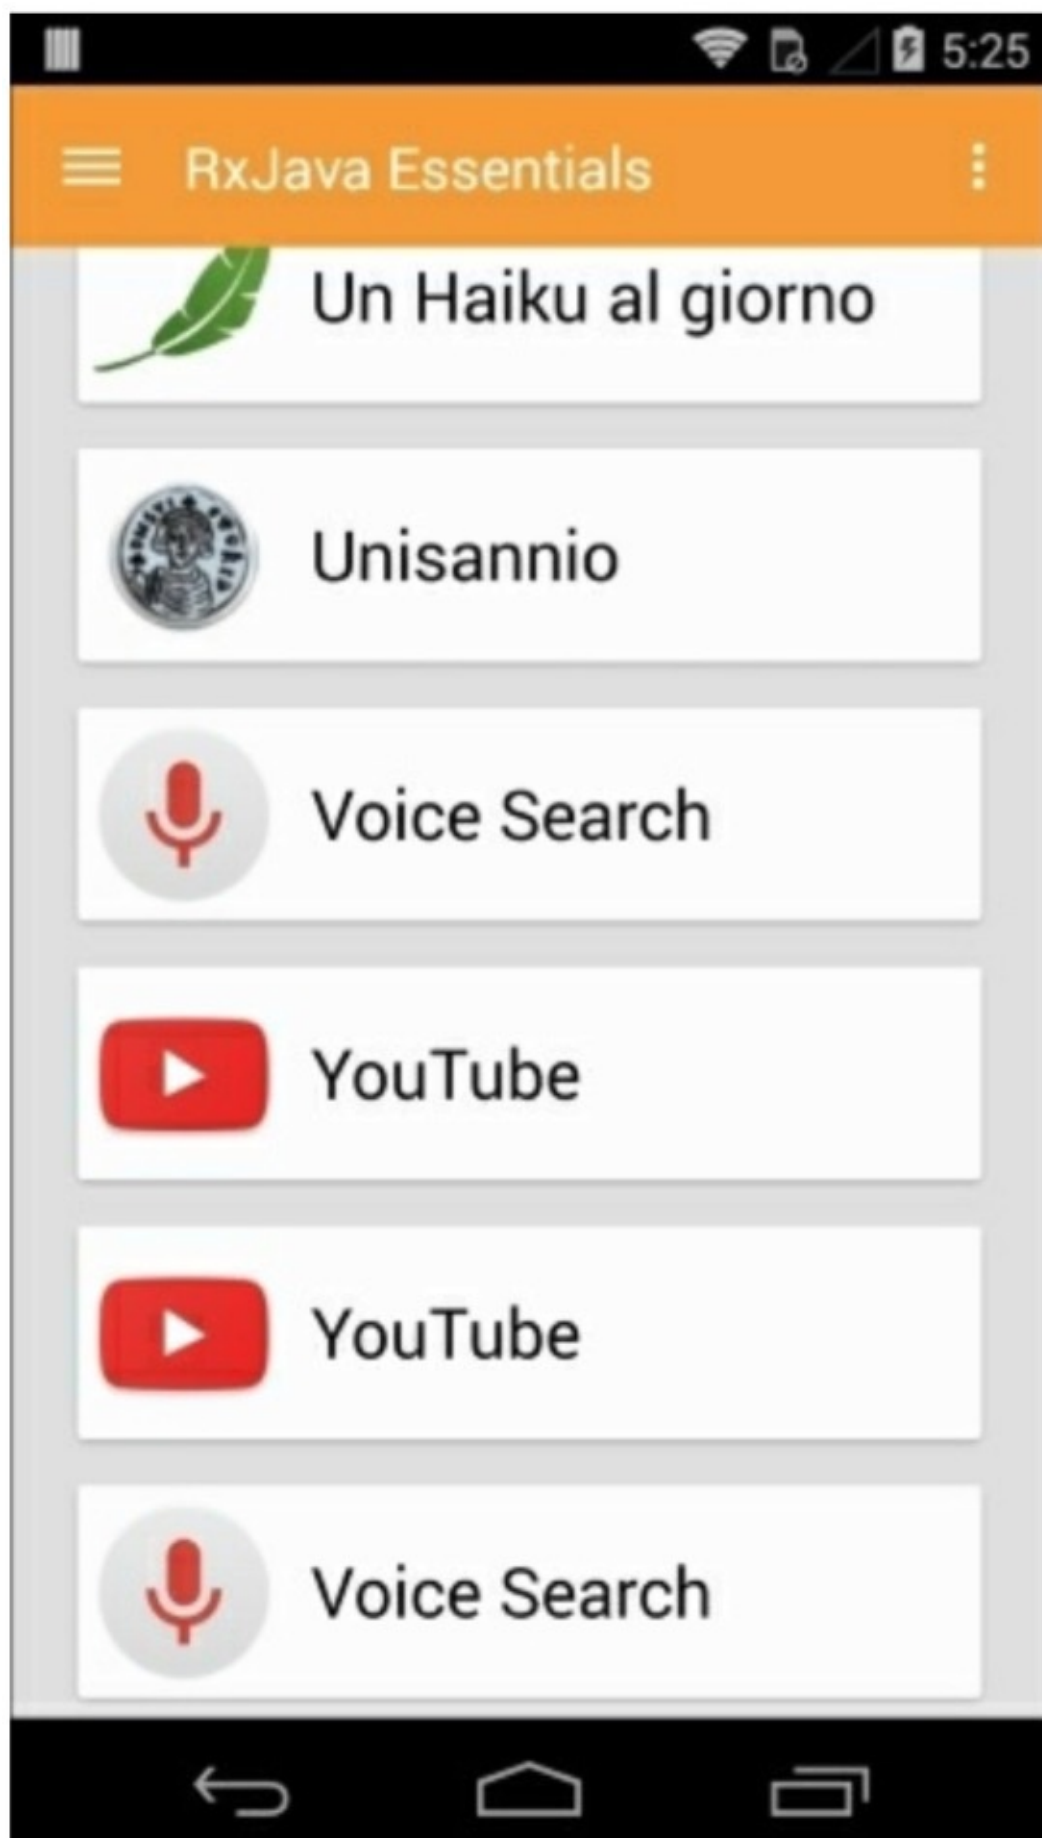 5:25
RxJava Essentials
Un Haiku al giorno
Unisannio
Voice Search
YouTube
YouTube
Voice Search